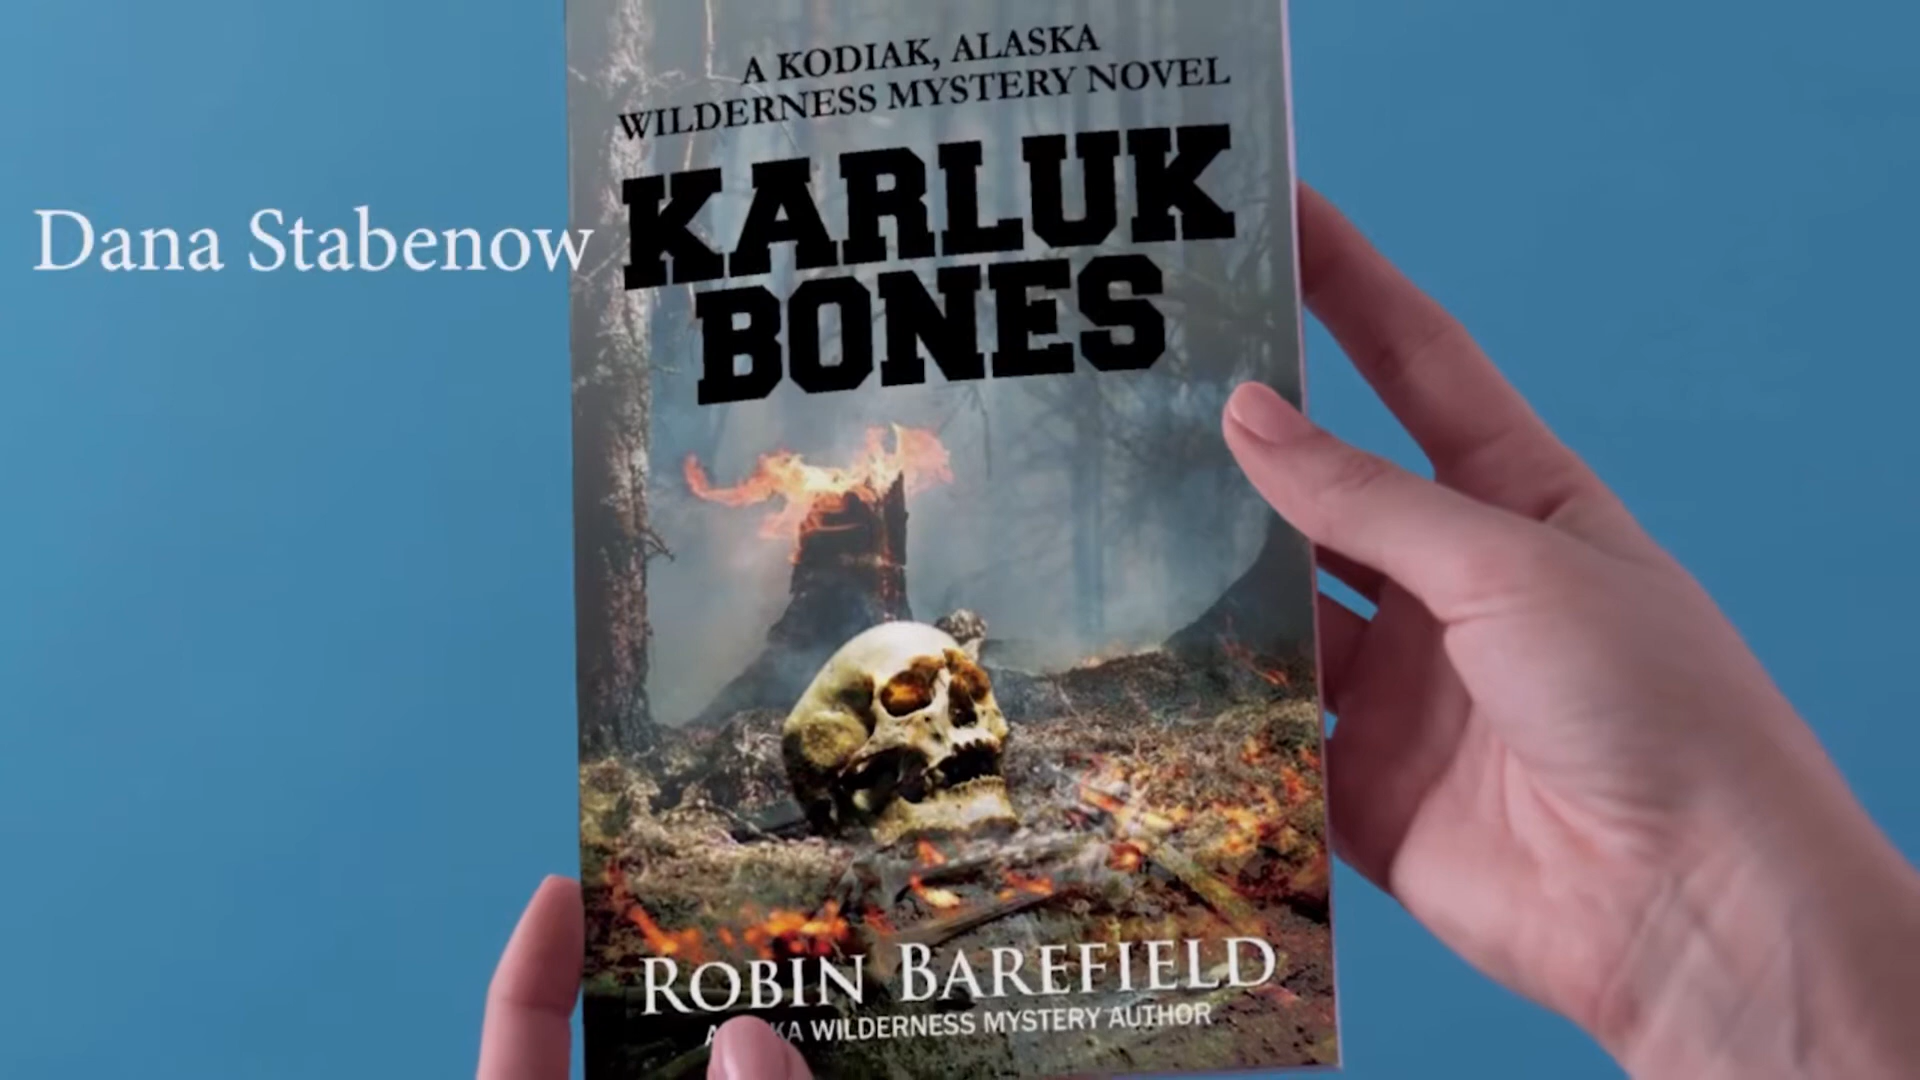 A KODIAK, ALASKA
WILDERNESS MYSTERY NOVEL
Dana Stabenow
KARLUK
BONES
ROBIN BAREFIELD
WILDERNESS MYSTERY AUTHOR